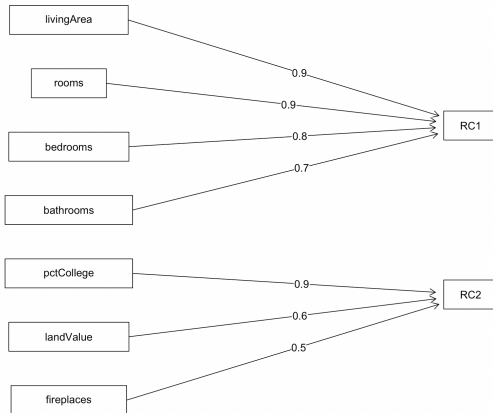 livingArea
0.9
rooms
0.9
RC1
bedrooms
0.8
0.7
bathrooms
pctCollege
0.9
RC2
landValue
0.6
0.5
fireplaces